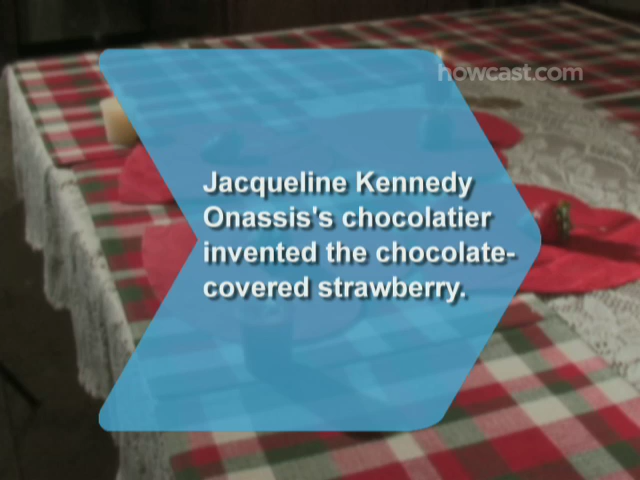 howcast.com
Jacqueline Kennedy
Onassis's chocolatier
invented the chocolate-
covered strawberry.